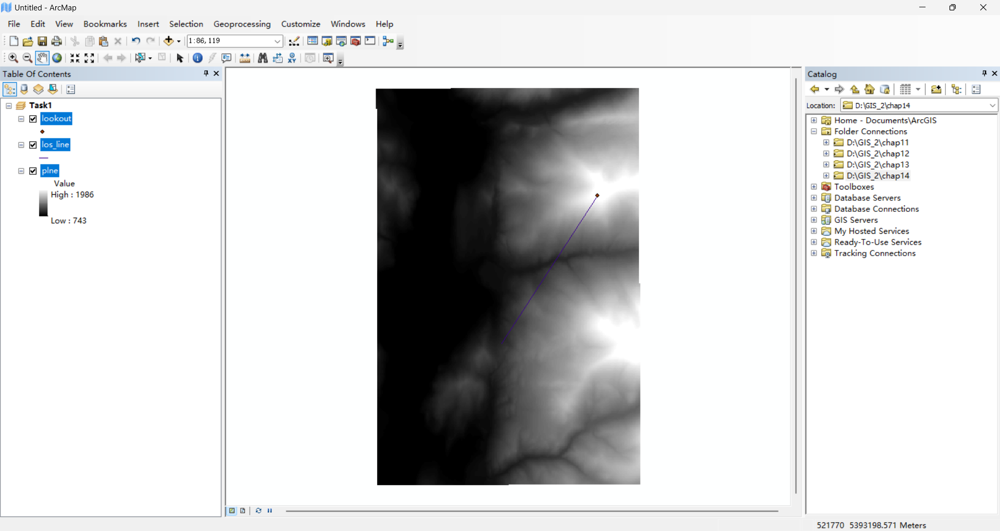 Untitled - ArcMap
File Edit View Bookmarks Insert Selection Geoprocessing Customize Windows Help
1:86, 119
Table Of Contents
Task1
lookout
los_line
plne
Value
High : 1986
Low : 743
Catalog
Location: D:\GIS_2\chap14
Home - Documents\ArcGIS
Folder Connections
D:\GIS_2\chap11
D:\GIS_2\chap12
D:\GIS_2\chap13
D:\GIS_2\chap14
Toolboxes
Database Servers
Database Connections
GIS Servers
My Hosted Services
Ready-To-Use Services
Tracking Connections
521770 5393198.571 Meters